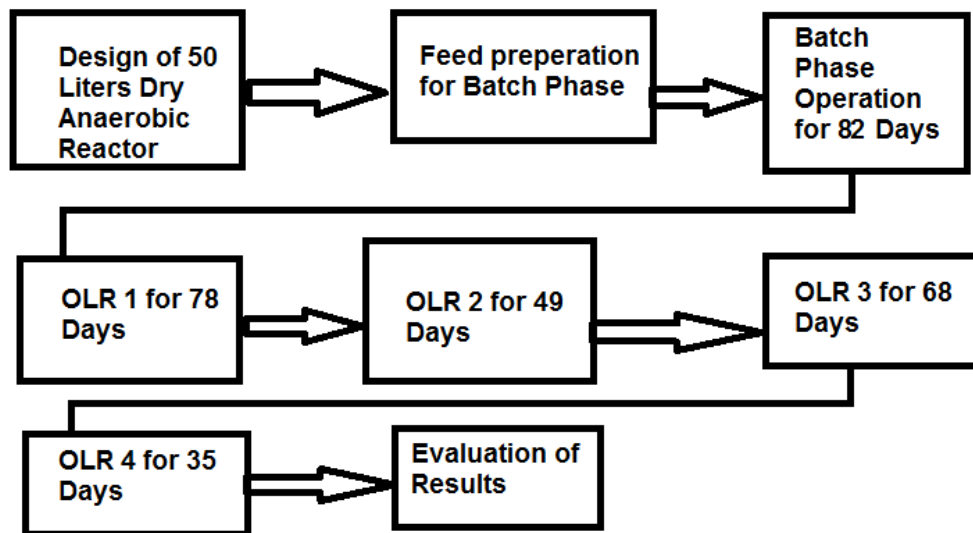 Design of 50
Liters Dry
Anaerobic
Reactor
Feed preperation
for Batch Phase
Batch
Phase
Operation
for 82 Days
OLR 1 for 78
Days
OLR 2 for 49
Days
OLR 3 for 68
Days
OLR 4 for 35
Days
Evaluation of
Results